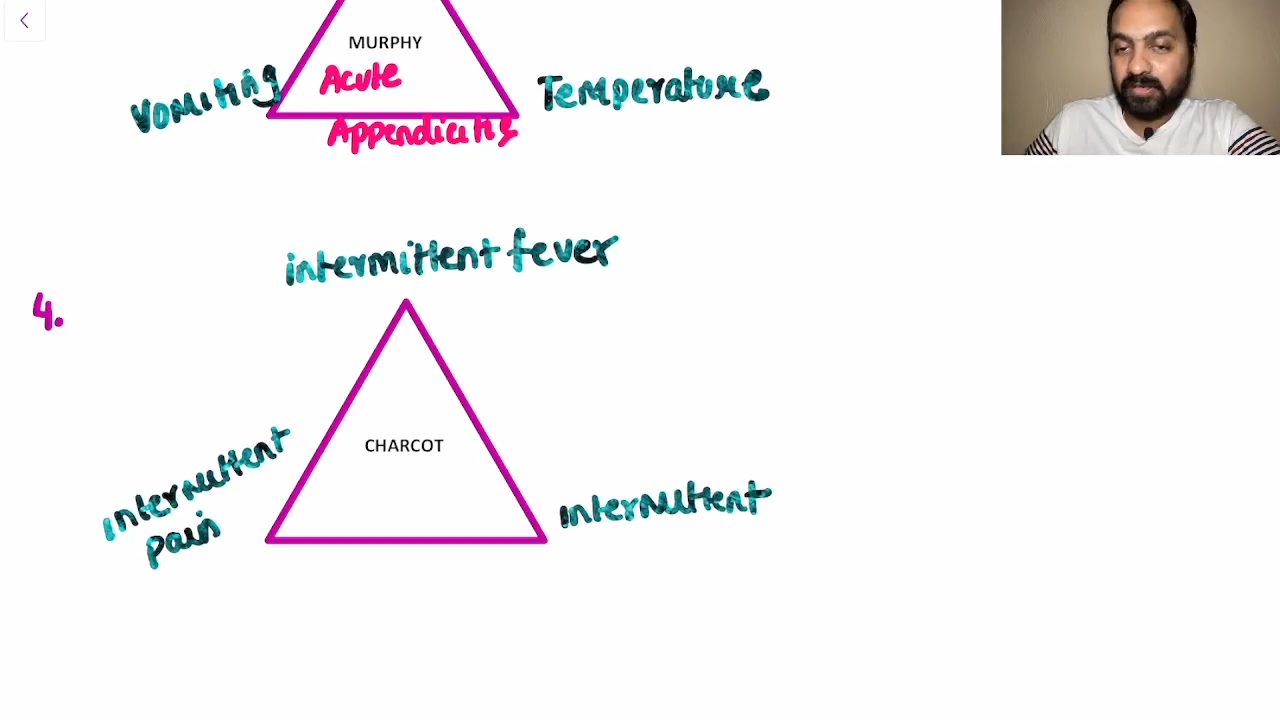 MURPHY
Vomiting
Acute
Temperature
Appendicitis
intermittent fever
4.
CHARCOT
intermittent
pain
intermittent